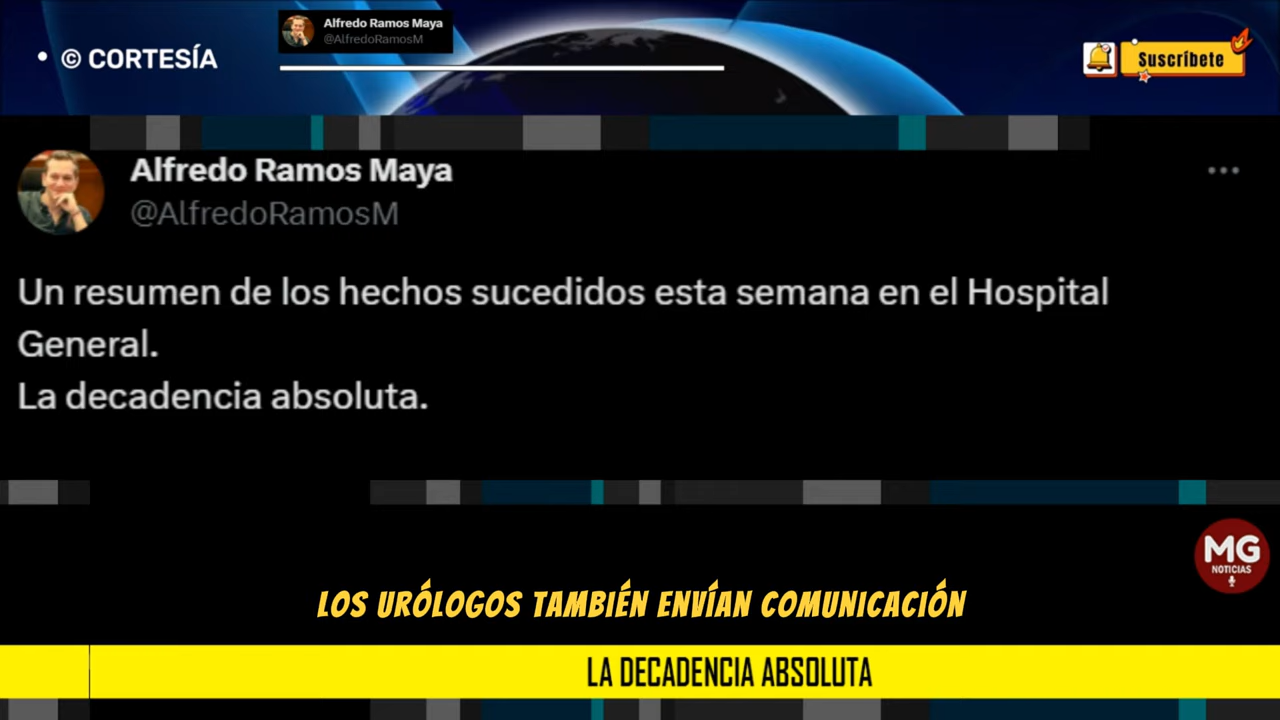 • © CORTESÍA
Alfredo Ramos Maya
@AlfredoRamosM
Suscríbete
Alfredo Ramos Maya
@AlfredoRamosM
Un resumen de los hechos sucedidos esta semana en el Hospital
General.
La decadencia absoluta.
MG
NOTICIAS
LOS URÓLOGOS TAMBIÉN ENVÍAN COMUNICACIÓN
LA DECADENCIA ABSOLUTA